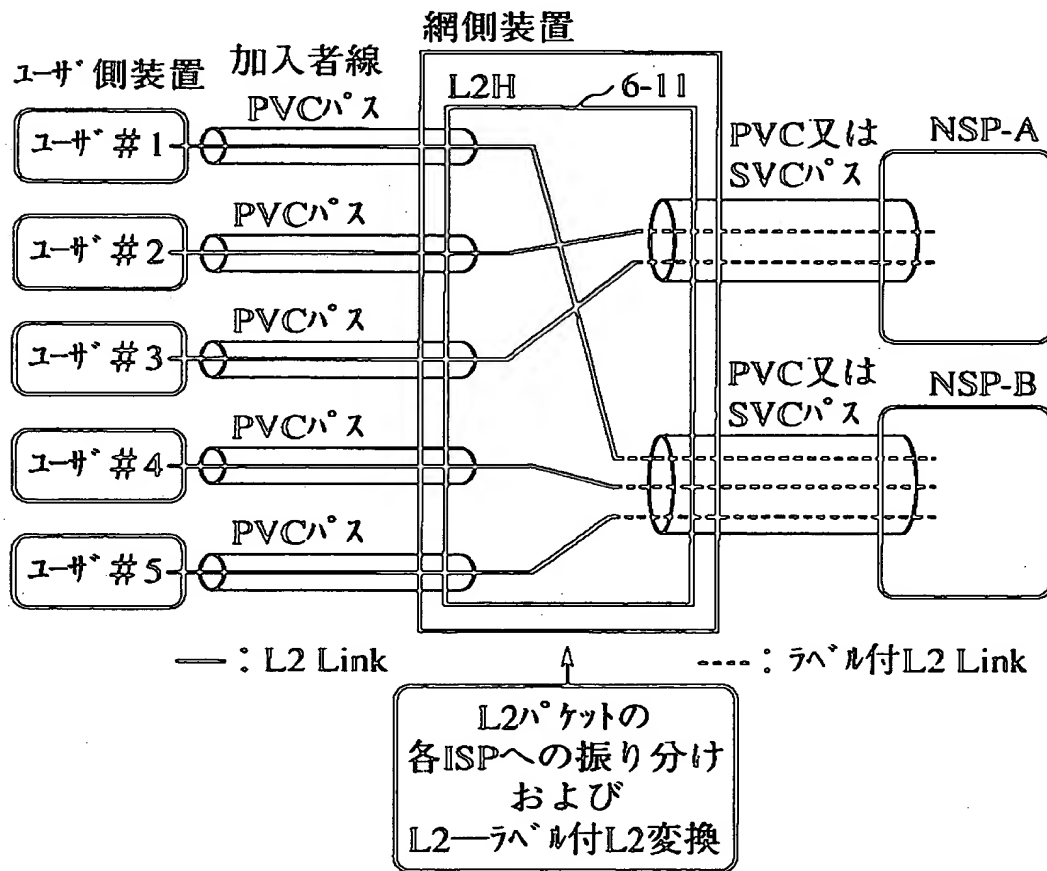 網側装置
ﾕｰｻﾞ側装置
加入者線
L2H
6-11
PVCﾊﾟｽ
ﾕｰｻﾞ#1
PVC又は
SVCﾊﾟｽ
NSP-A
PVCﾊﾟｽ
ﾕｰｻﾞ#2
PVCﾊﾟｽ
ﾕｰｻﾞ#3
PVC又は
SVCﾊﾟｽ
NSP-B
PVCﾊﾟｽ
ﾕｰｻﾞ#4
PVCﾊﾟｽ
ﾕｰｻﾞ#5
：L2 Link
：ﾗﾍﾞﾙ付L2 Link
L2ﾊﾟｹｯﾄの
各ISPへの振り分け
および
L2―ﾗﾍﾞﾙ付L2変換